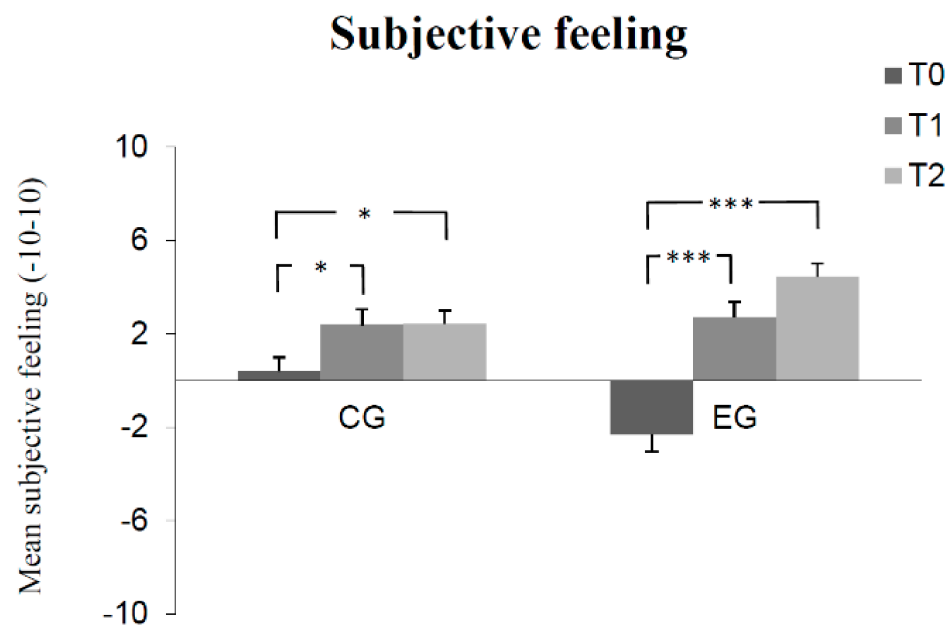 Subjective feeling
T0
T1
T2
Mean subjective feeling (-10-10)
10
6
2
-2
-6
-10
*
*
***
***
CG
EG